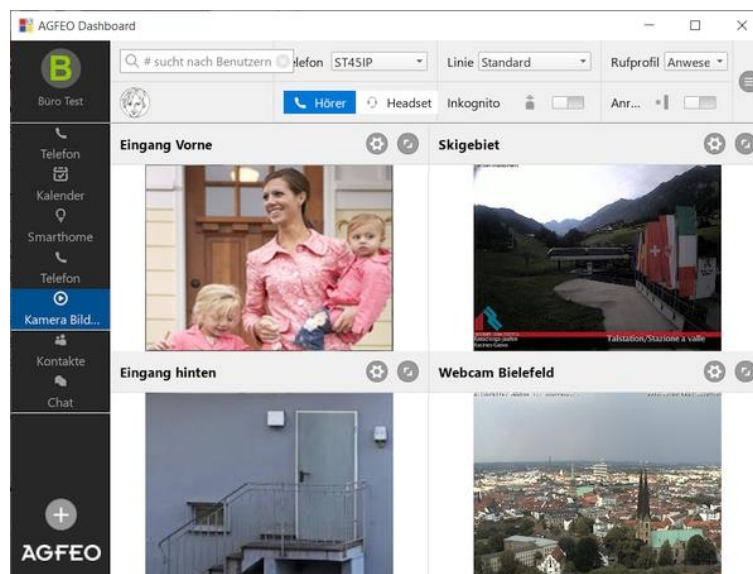 AGFEO Dashboard
B
Büro Test
# sucht nach Benutzern
lefon
ST45IP
Linie
Standard
Rufprofil
Anwese
Hörer
Headset
Inkognito
Anr...
Telefon
Kalender
Smarthome
Telefon
Kamera Bild...
Kontakte
Chat
AGFEO
Eingang Vorne
Skigebiet
Talstation/Stazione a valle
Eingang hinten
Webcam Bielefeld